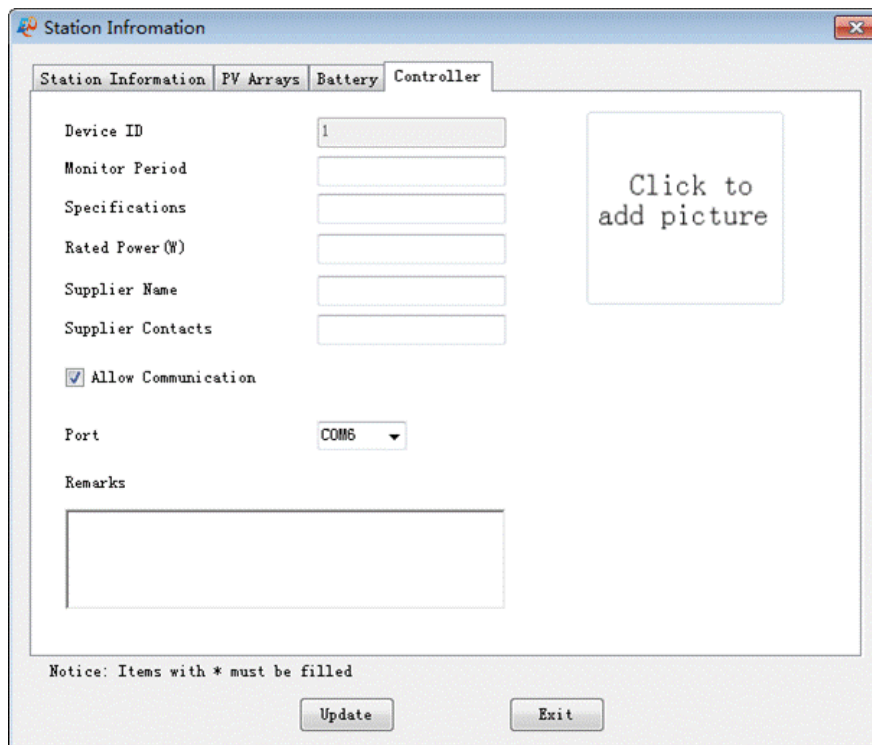 Station Infromation
Station Information PV Arrays Battery Controller
Device ID 1
Monitor Period
Specifications
Rated Power(W)
Supplier Name
Supplier Contacts
Click to
add picture
Allow Communication
Port COM6
Remarks
Notice: Items with * must be filled
Update Exit